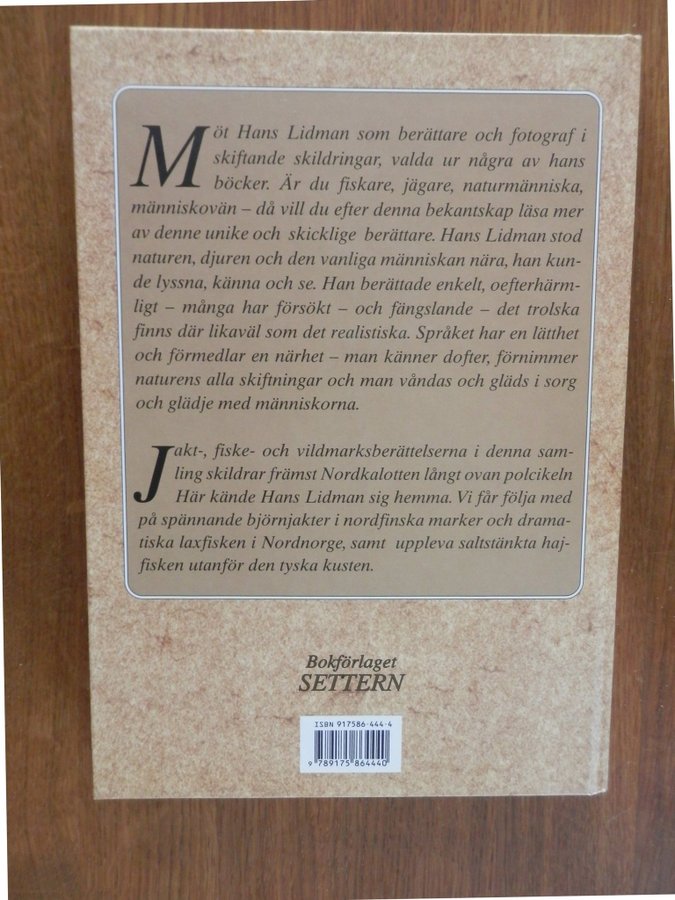 Möt Hans Lidman som berättare och fotograf i
skiftande skildringar, valda ur några av hans
böcker. Är du fiskare, jägare, naturmänniska,
människovän – då vill du efter denna bekantskap läsa mer
av denne unike och skicklige berättare. Hans Lidman stod
naturen, djuren och den vanliga människan nära, han kun-
de lyssna, känna och se. Han berättade enkelt, oefterhärm-
ligt – många har försökt – och fängslande – det trolska
finns där likaväl som det realistiska. Språket har en lätthet
och förmedlar en närhet – man känner dofter, förnimmer
naturens alla skiftningar och man våndas och gläds i sorg
och glädje med människorna.
Jakt-, fiske- och vildmarksberättelserna i denna sam-
ling skildrar främst Nordkalotten långt ovan polcikeln
Här kände Hans Lidman sig hemma. Vi får följa med
på spännande björnjakter i nordfinska marker och drama-
tiska laxfisken i Nordnorge, samt uppleva saltstänkta haj-
fisken utanför den tyska kusten.
Bokförlaget
SETTERN
ISBN 917586-444-4
9 789175 864440